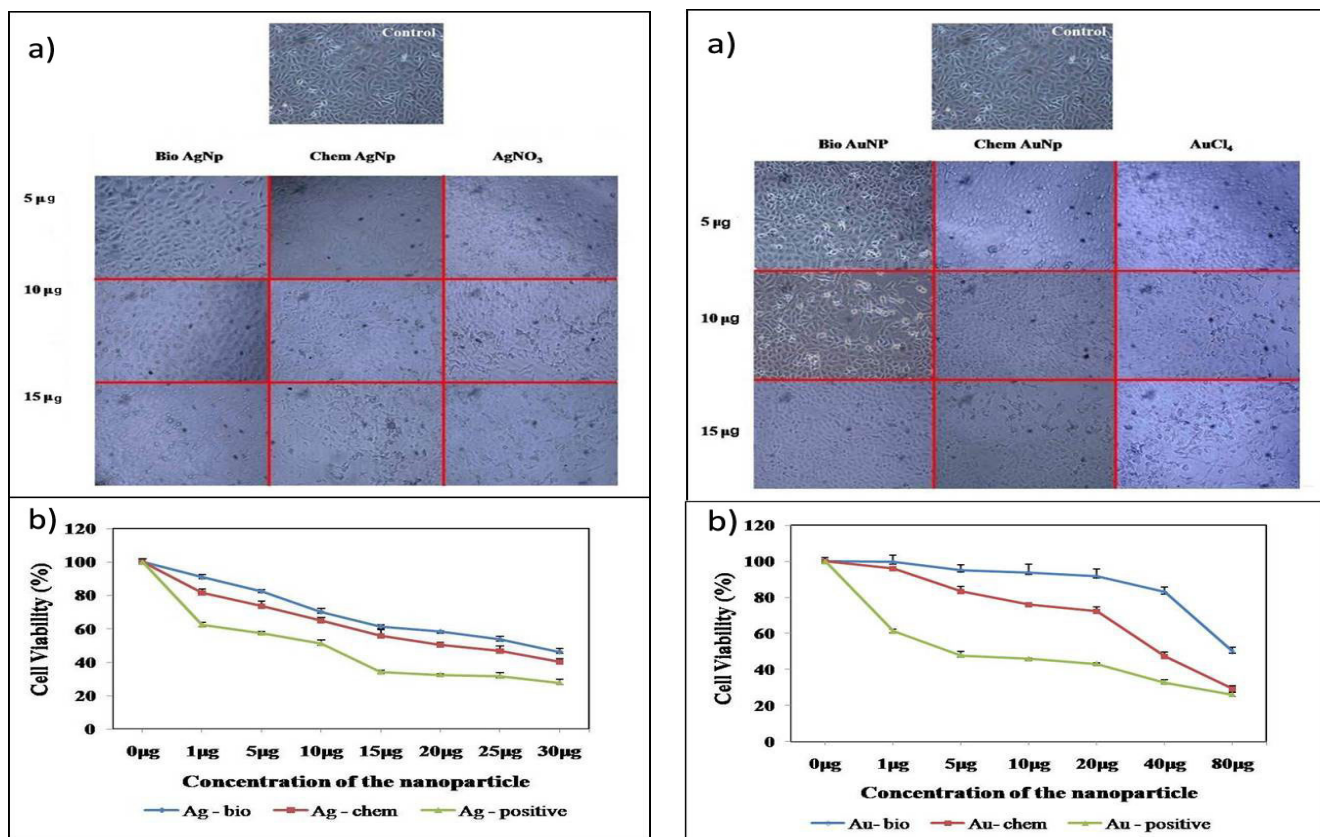 a)
Control
Bio AgNp Chem AgNp AgNO₃
5 µg
10 µg
15 µg
b)
Cell Viability (%)
120
100
80
60
40
20
0
0µg 1µg 5µg 10µg 15µg 20µg 25µg 30µg
Concentration of the nanoparticle
Ag - bio Ag - chem Ag - positive
a)
Control
Bio AuNP Chem AuNp AuCl₄
5 µg
10 µg
15 µg
b)
Cell Viability (%)
120
100
80
60
40
20
0
0µg 1µg 5µg 10µg 20µg 40µg 80µg
Concentration of the nanoparticle
Au- bio Au- chem Au - positive